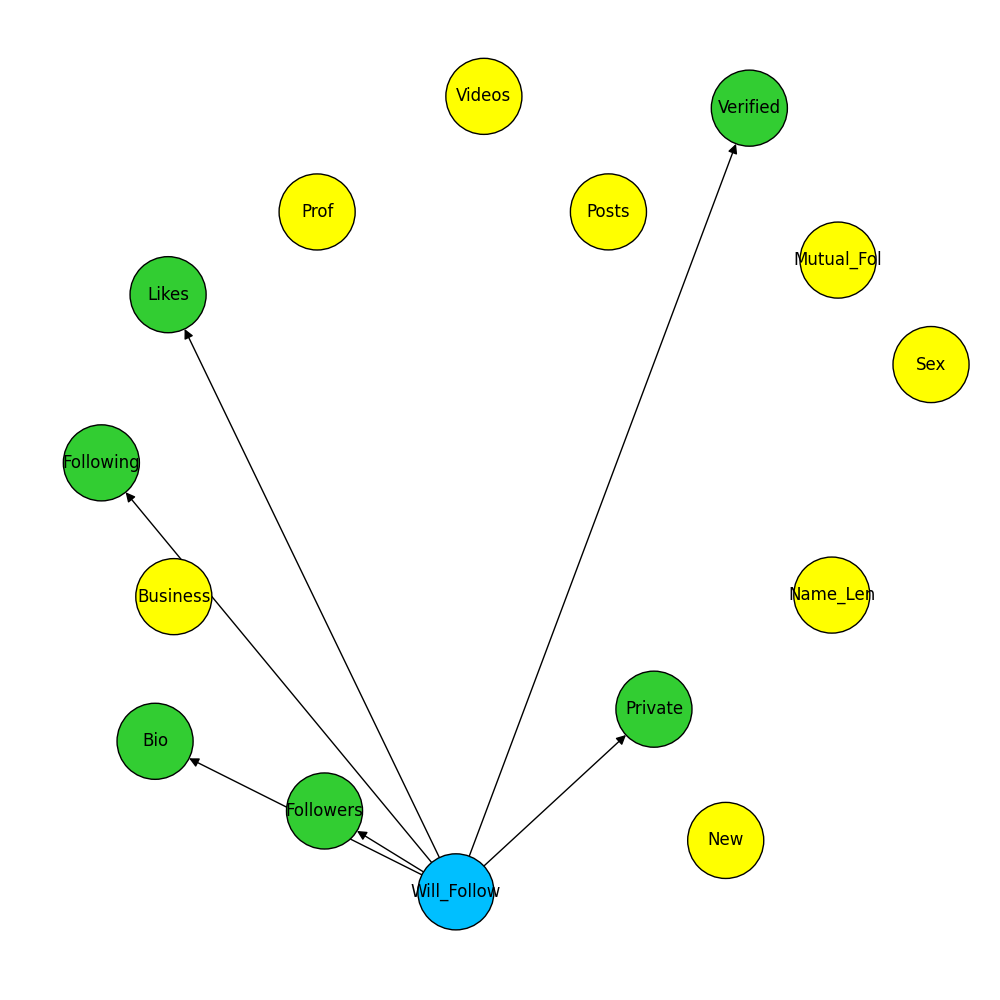 Videos
Verified
Prof
Posts
Mutual_Fol
Likes
Sex
Following
Business
Name_Len
Private
Bio
Followers
New
Will_Follow